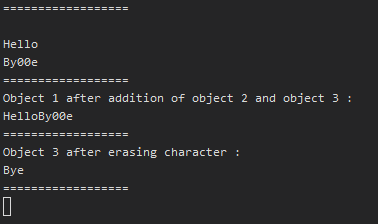 ==================
Hello
By00e
==================
Object 1 after addition of object 2 and object 3 :
HelloBy00e
==================
Object 3 after erasing character :
Bye
==================